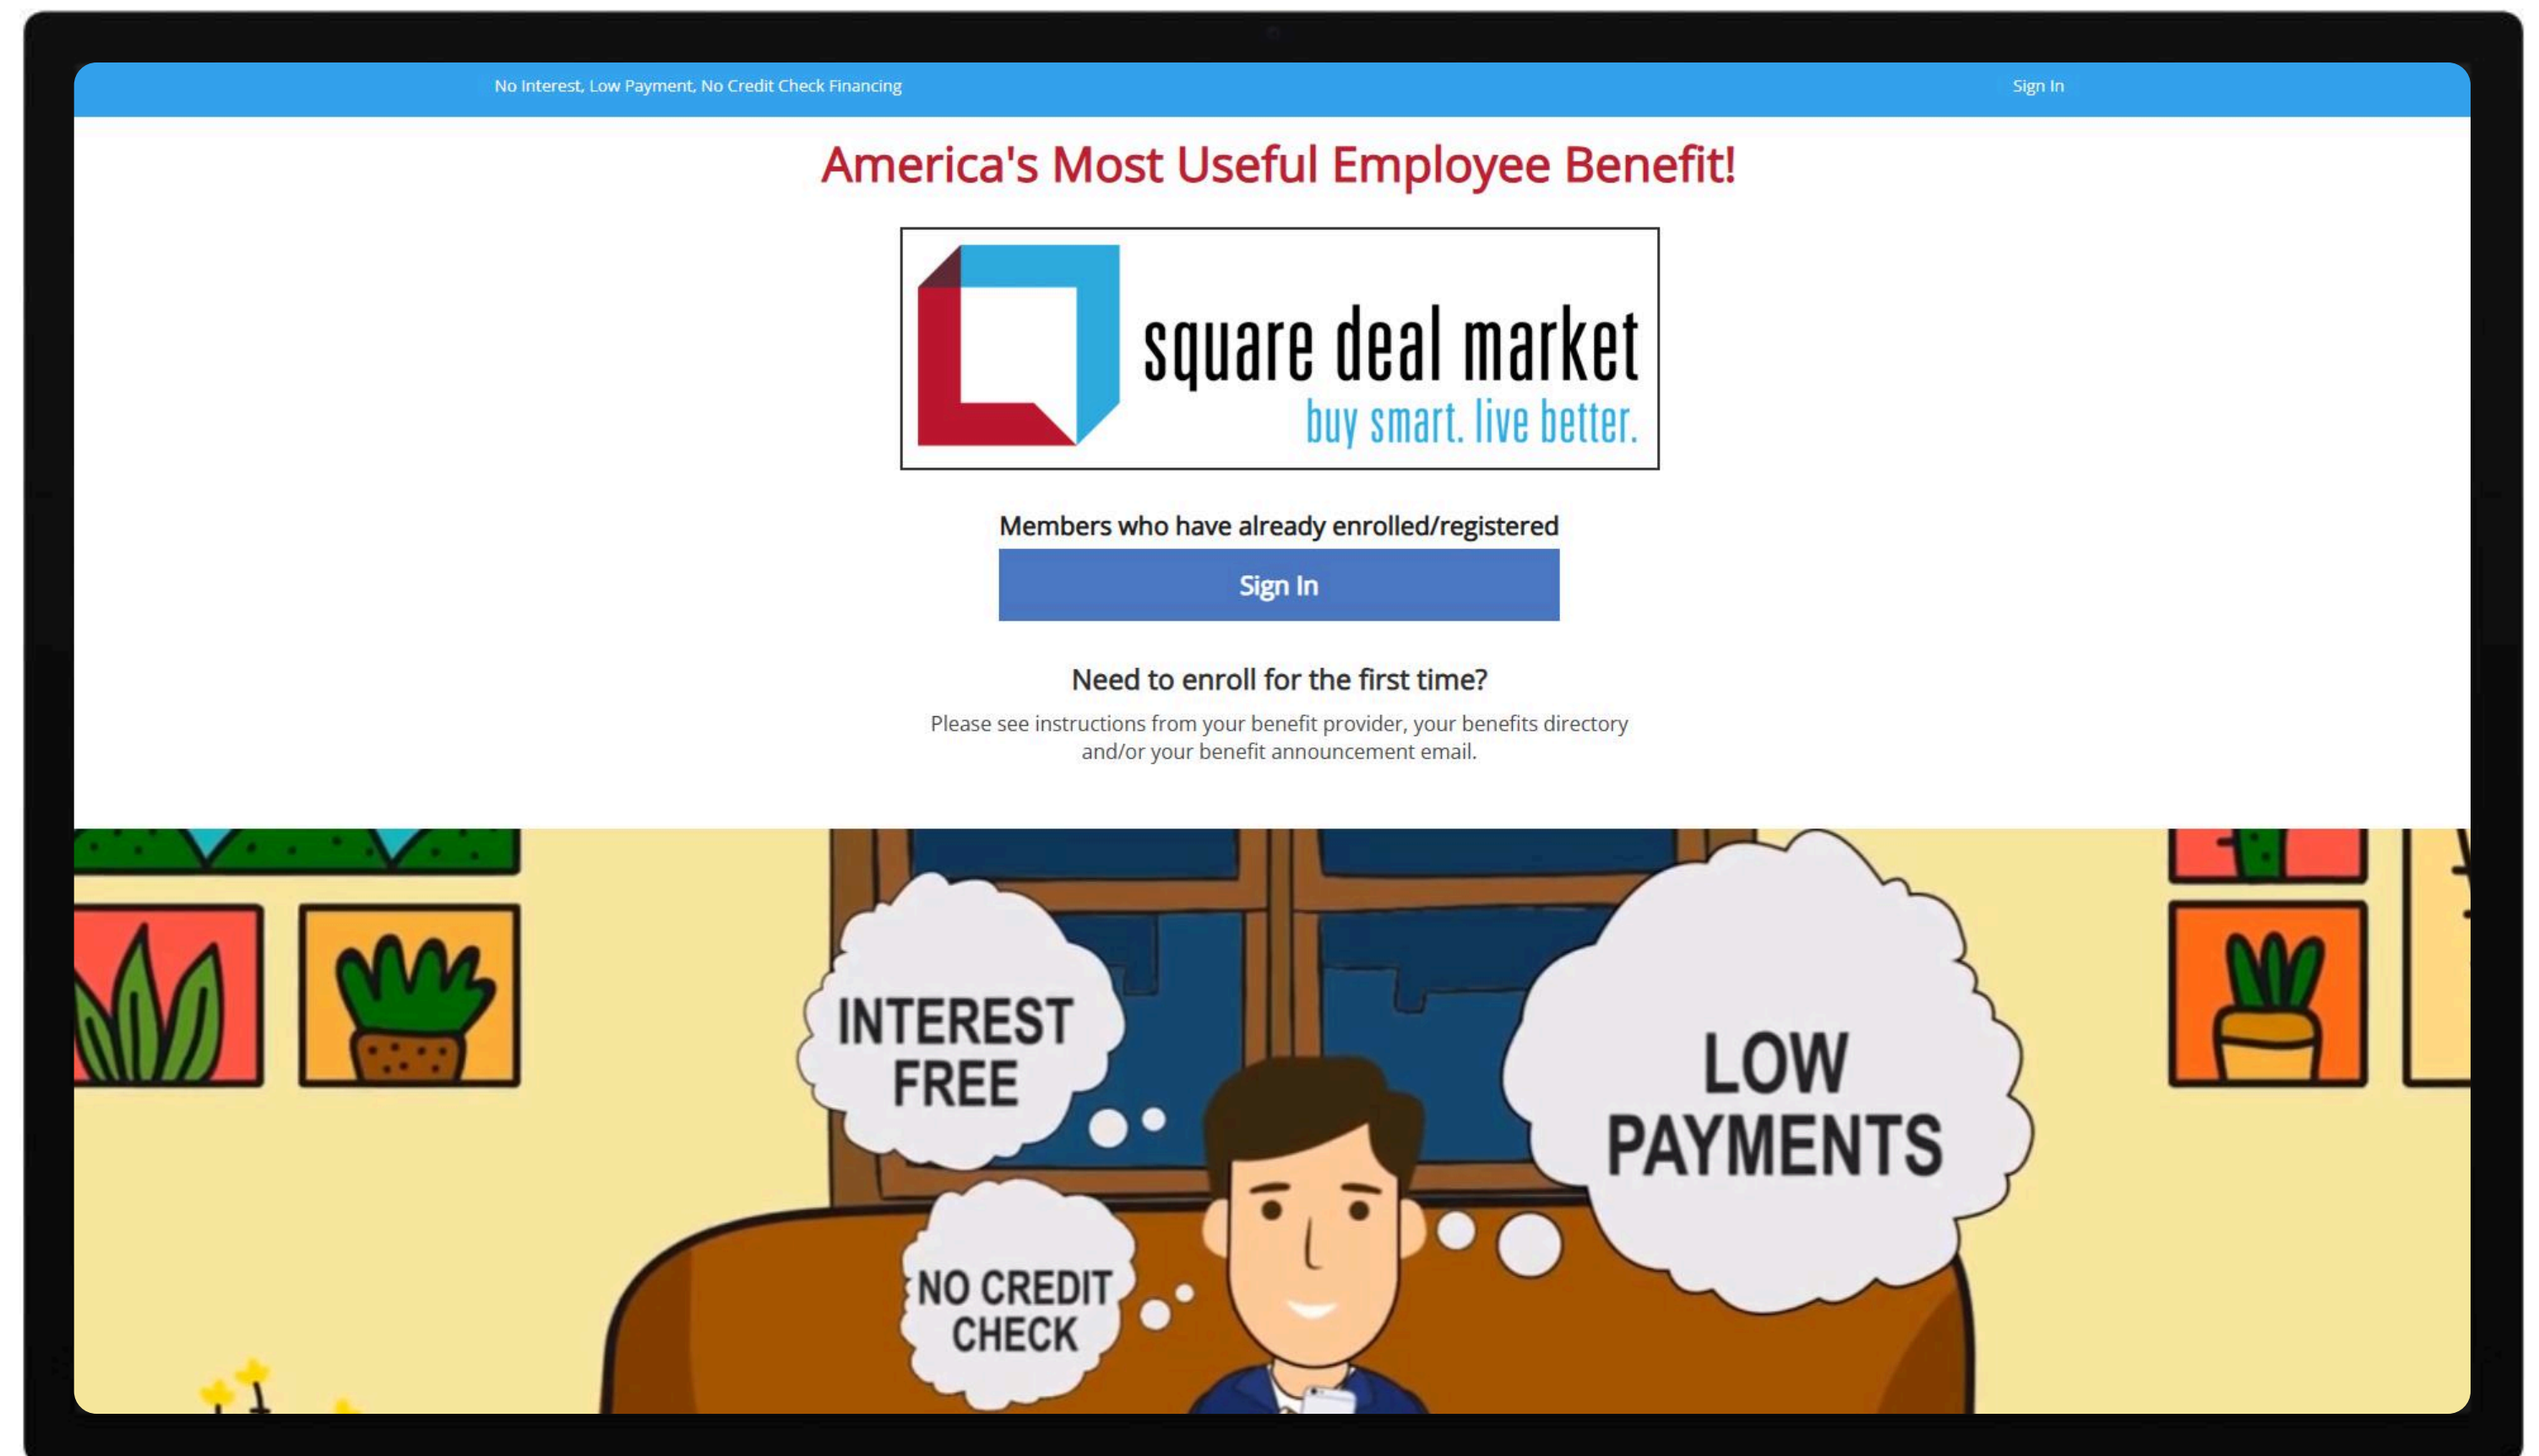 No Interest, Low Payment, No Credit Check Financing
Sign In
America's Most Useful Employee Benefit!
square deal market
buy smart. live better.
Members who have already enrolled/registered
Sign In
Need to enroll for the first time?
Please see instructions from your benefit provider, your benefits directory
and/or your benefit announcement email.
INTEREST
FREE
LOW
PAYMENTS
NO CREDIT
CHECK